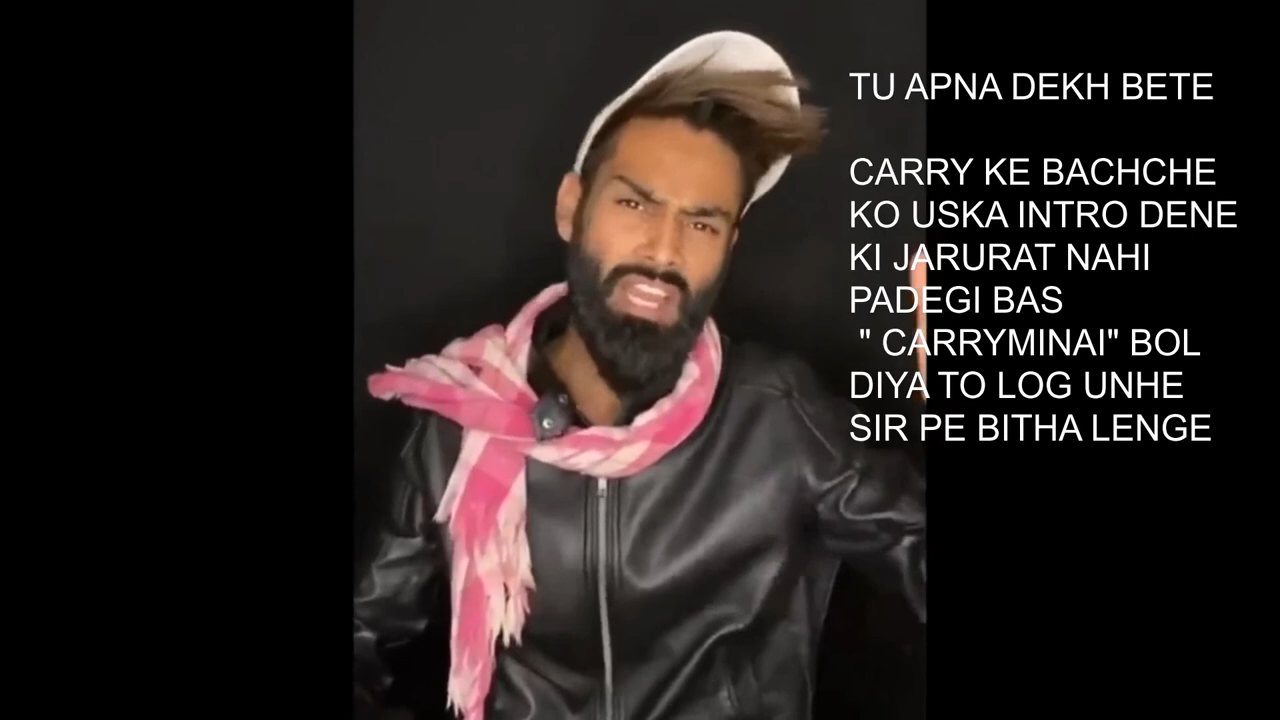 TU APNA DEKH BETE
CARRY KE BACHCHE
KO USKA INTRO DENE
KI JARURAT NAHI
PADEGI BAS
" CARRYMINAI" BOL
DIYA TO LOG UNHE
SIR PE BITHA LENGE